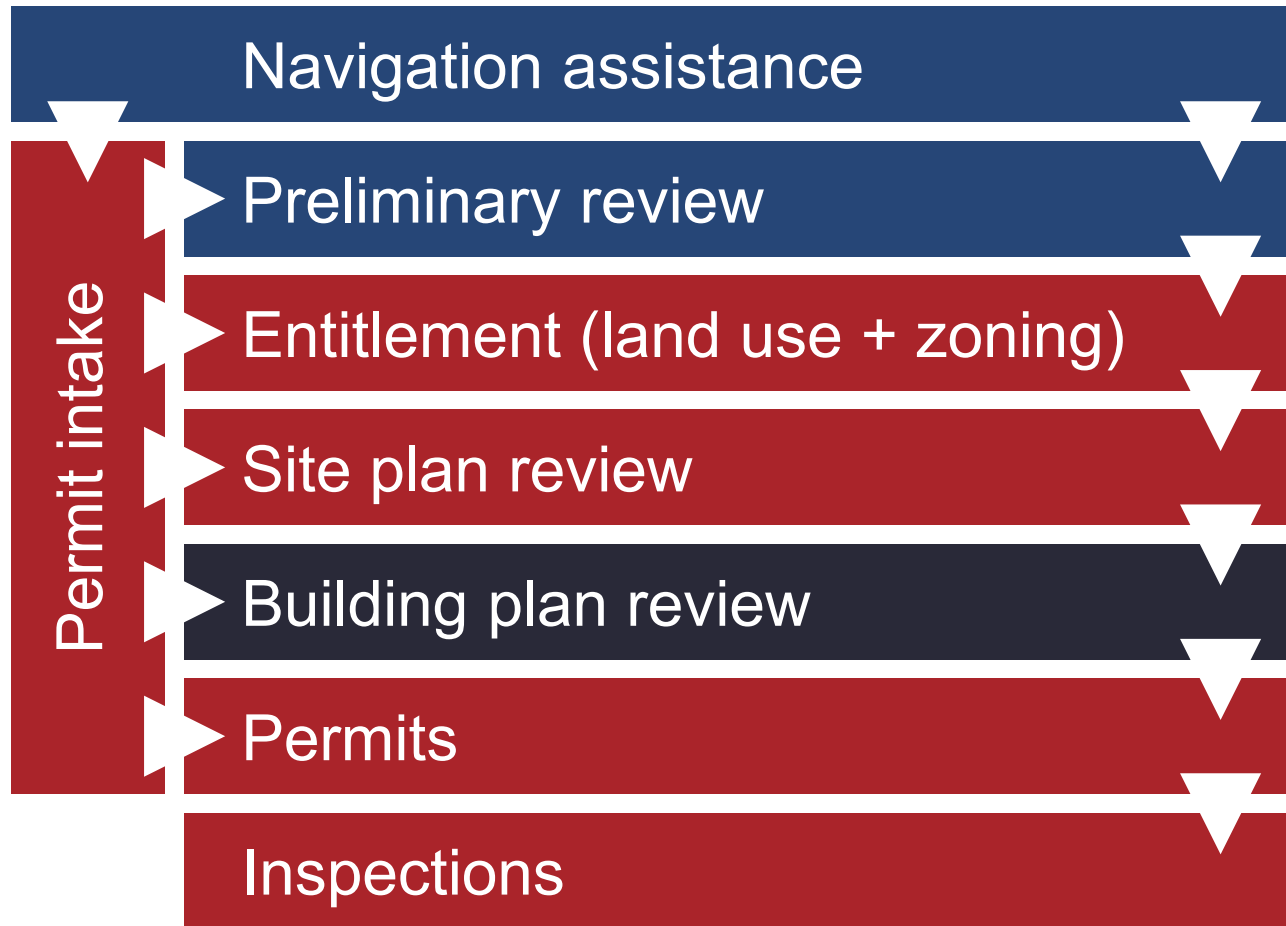 Navigation assistance
Permit intake
Preliminary review
Entitlement (land use + zoning)
Site plan review
Building plan review
Permits
Inspections